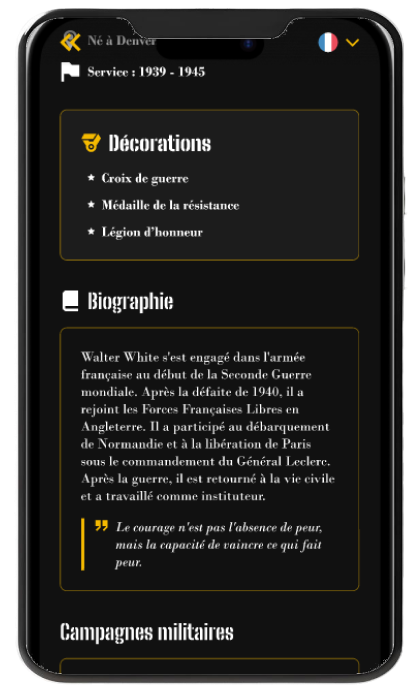 Né à Denver
Service : 1939 - 1945
Décorations
★ Croix de guerre
★ Médaille de la résistance
★ Légion d'honneur
Biographie
Walter White s'est engagé dans l'armée
française au début de la Seconde Guerre
mondiale. Après la défaite de 1940, il a
rejoint les Forces Françaises Libres en
Angleterre. Il a participé au débarquement
de Normandie et à la libération de Paris
sous le commandement du Général Leclerc.
Après la guerre, il est retourné à la vie civile
et a travaillé comme instituteur.
Le courage n'est pas l'absence de peur,
mais la capacité de vaincre ce qui fait
peur.
Campagnes militaires